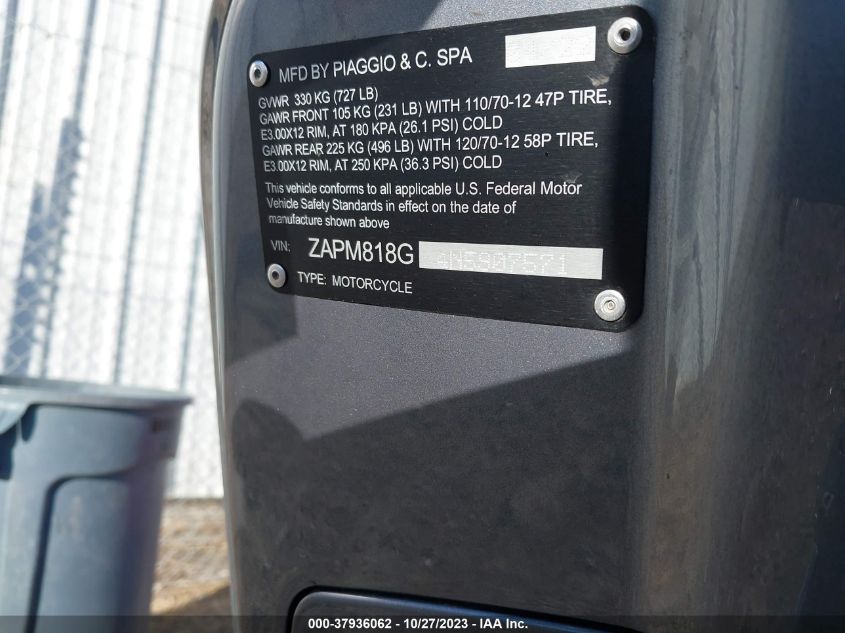 MFD BY PIAGGIO & C. SPA
GVWR 330 KG (727 LB)
GAWR FRONT 105 KG (231 LB) WITH 110/70-12 47P TIRE,
E3.00X12 RIM, AT 180 KPA (26.1 PSI) COLD
GAWR REAR 225 KG (496 LB) WITH 120/70-12 58P TIRE,
E3.00X12 RIM, AT 250 KPA (36.3 PSI) COLD
This vehicle conforms to all applicable U.S. Federal Motor
Vehicle Safety Standards in effect on the date of
manufacture shown above
VIN: ZAPM818G 4N5907571
TYPE: MOTORCYCLE
000-37936062 - 10/27/2023 - IAA Inc.